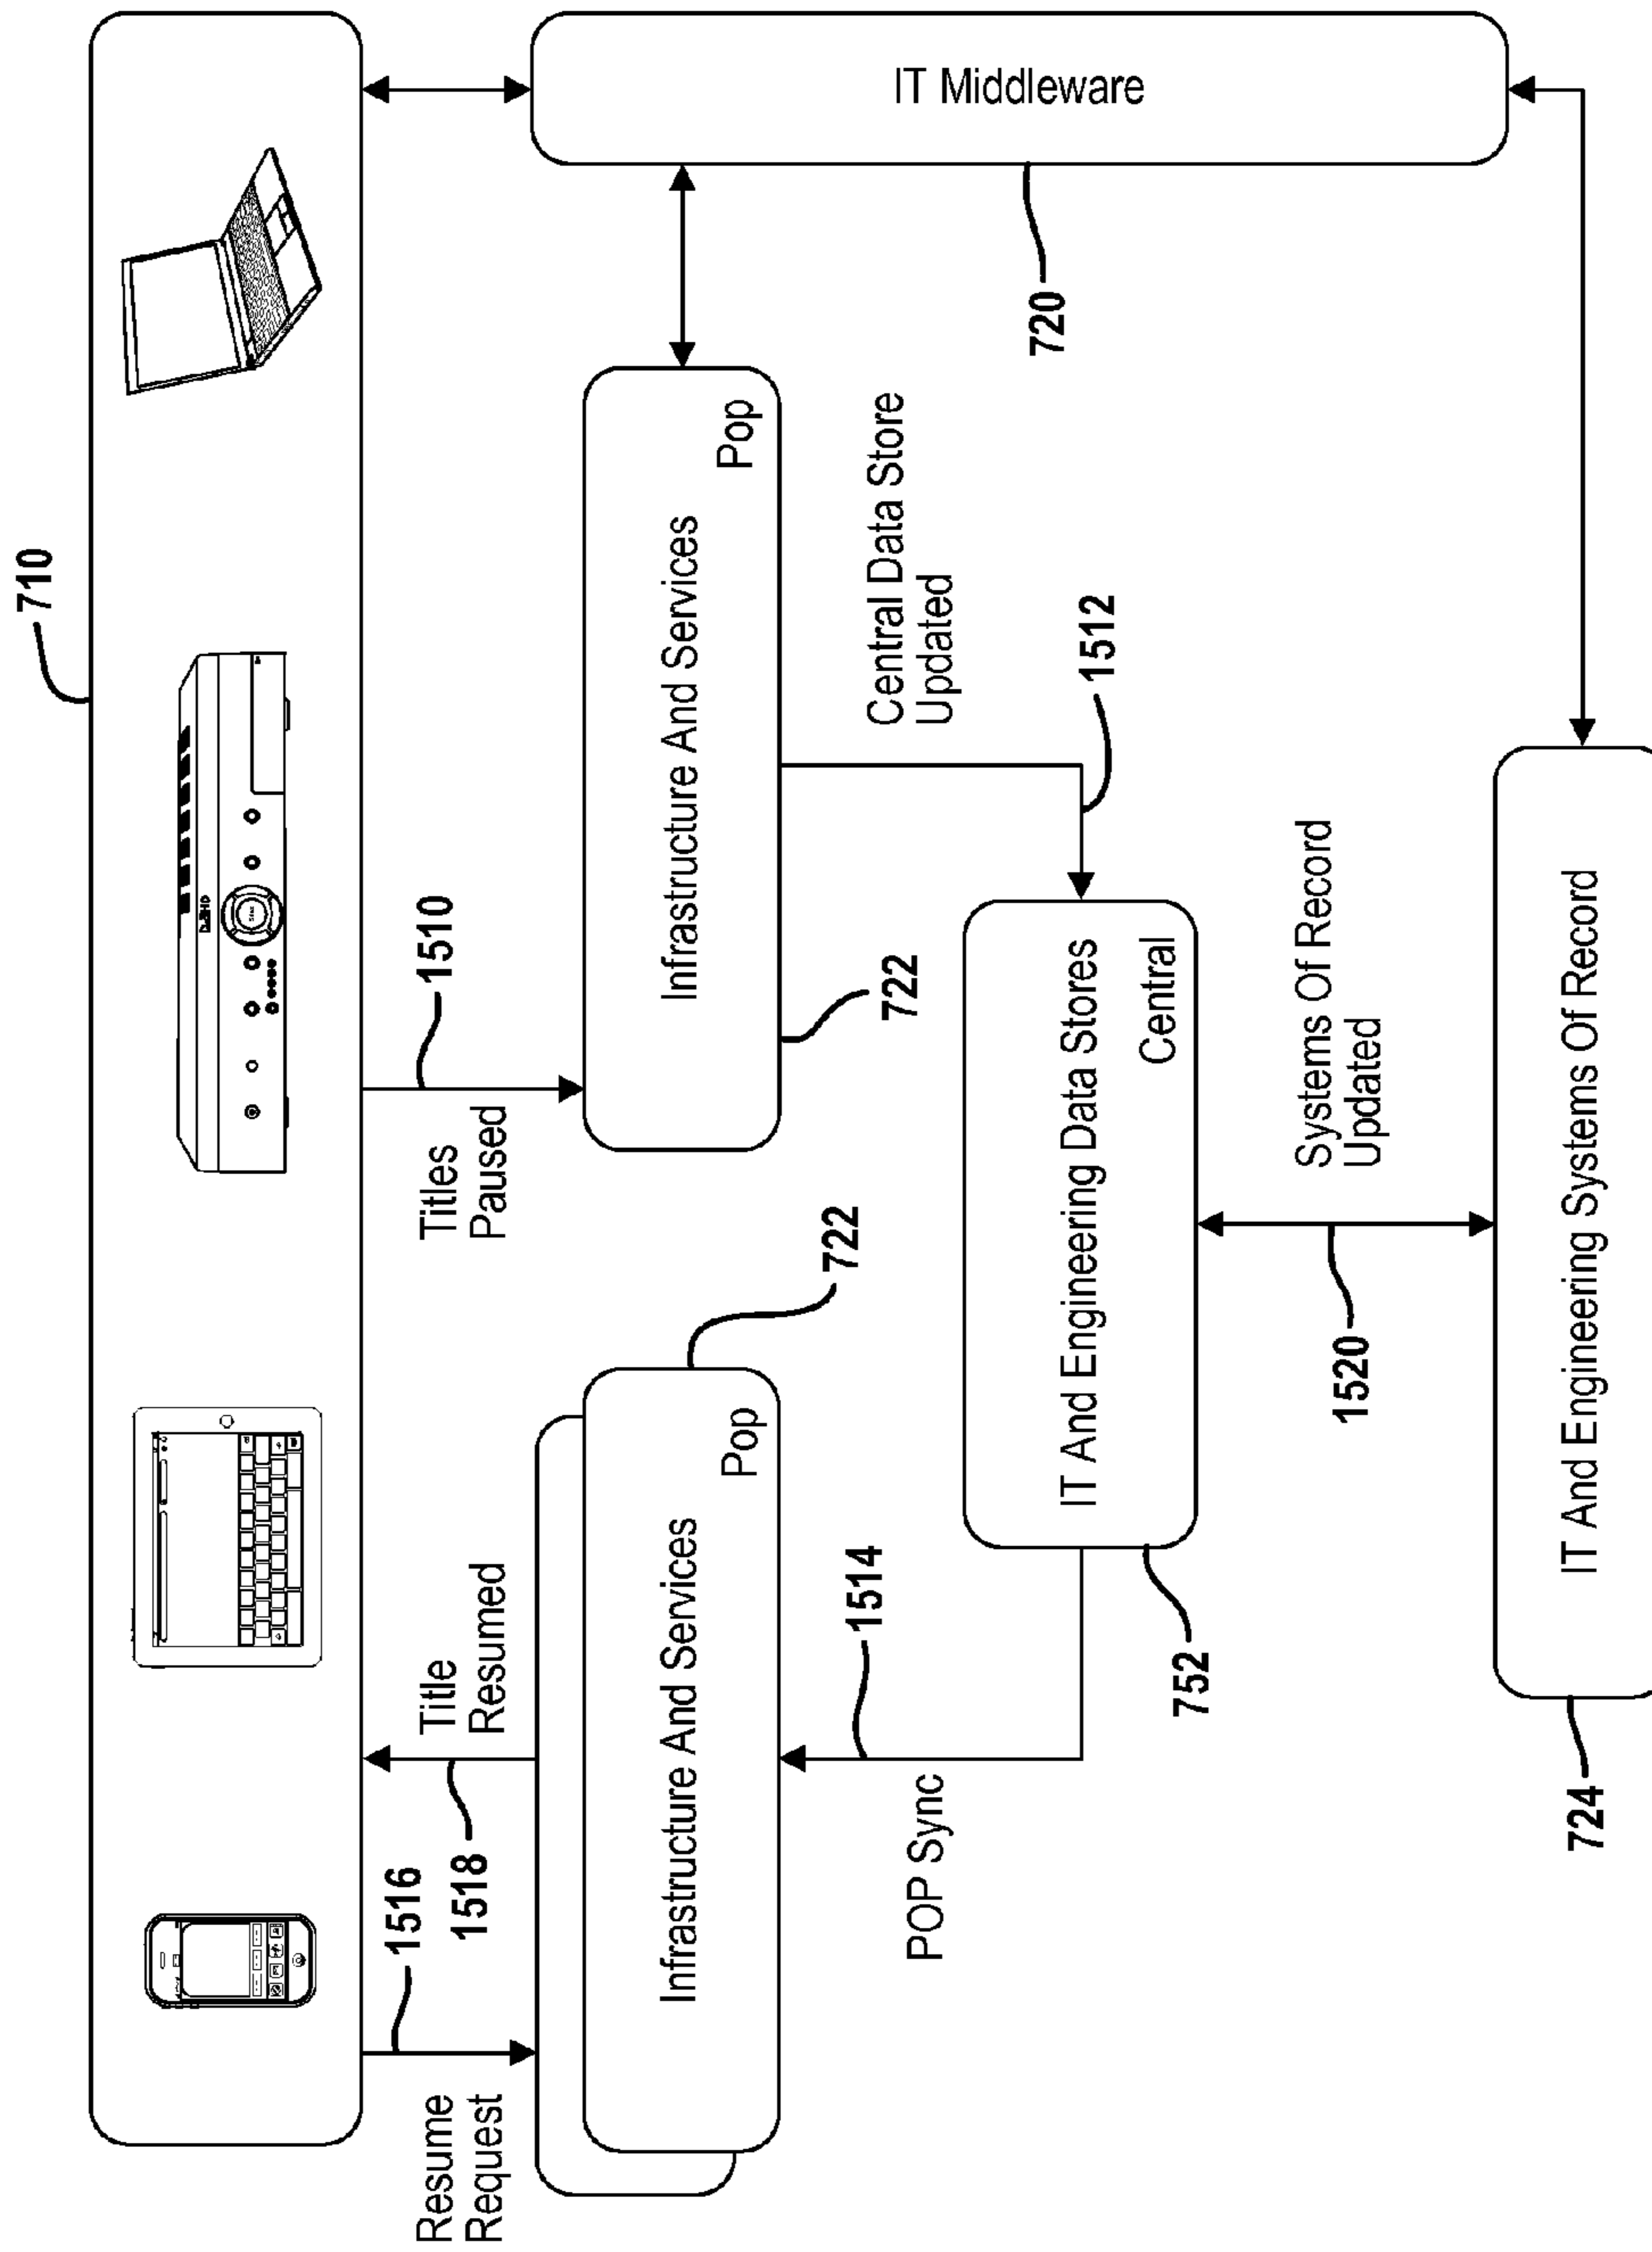 710
Resume
Request
1516
1518
Title
Resumed
Titles
Paused
1510
IT Middleware
720
Infrastructure And Services
Pop
722
Infrastructure And Services
Pop
722
Central Data Store
Updated
1512
POP Sync
1514
IT And Engineering Data Stores
Central
752
1520
Systems Of Record
Updated
IT And Engineering Systems Of Record
724